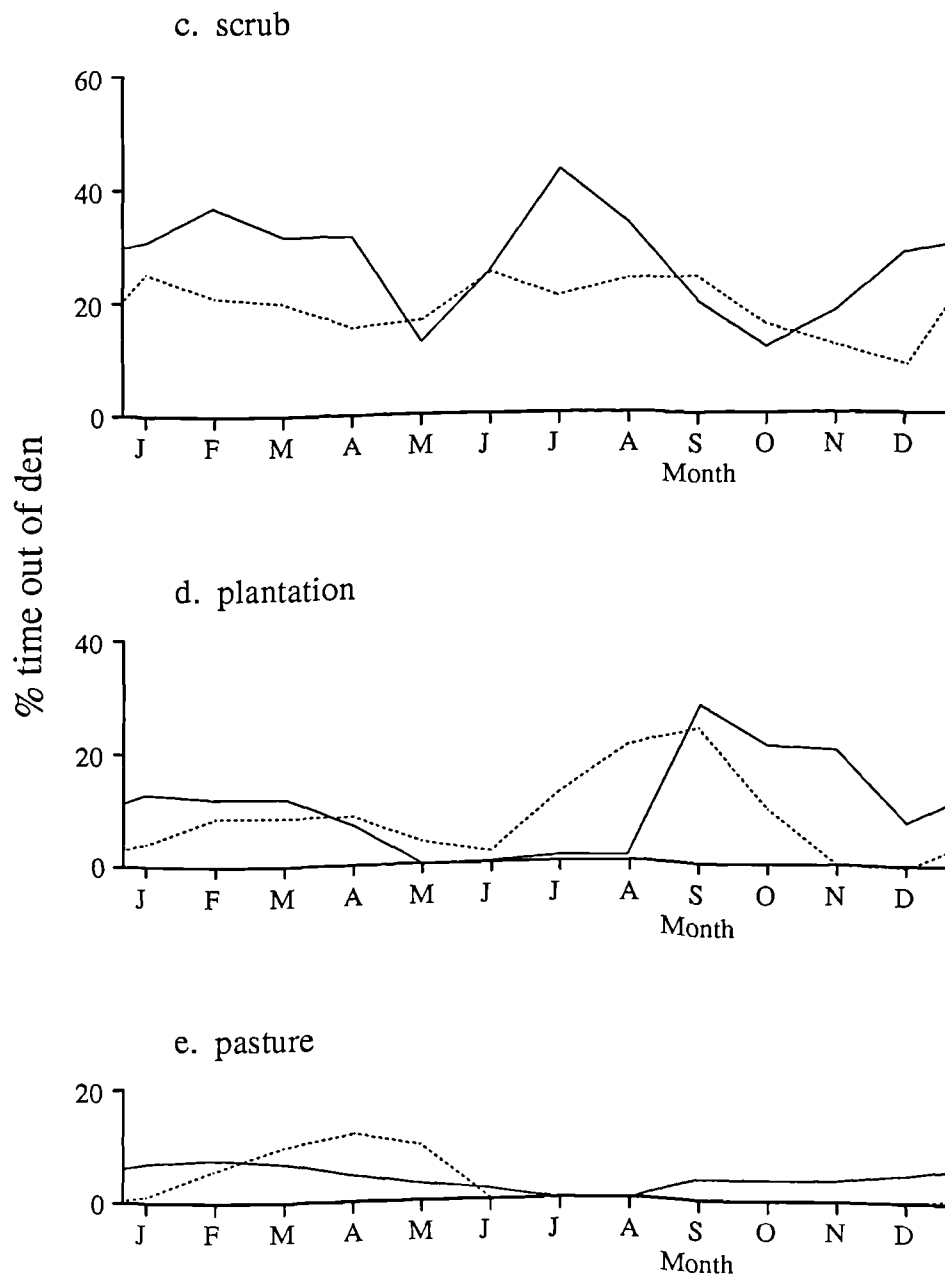 c. scrub
60
40
20
0
J F M A M J J A S O N D
Month
% time out of den
d. plantation
40
20
0
J F M A M J J A S O N D
Month
e. pasture
20
0
J F M A M J J A S O N D
Month